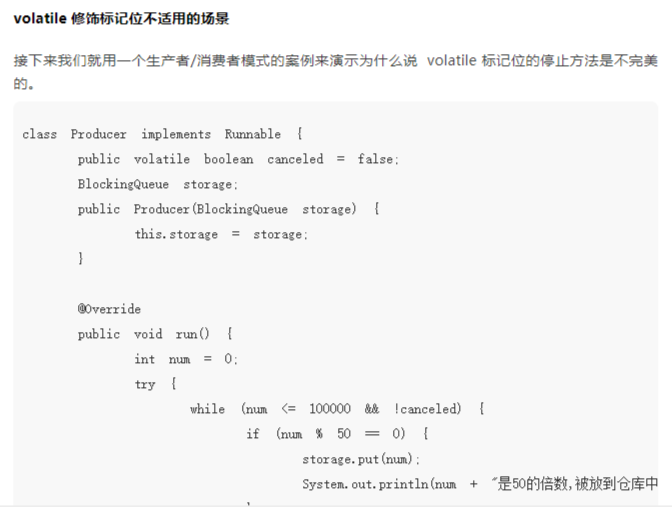 volatile 修饰标记位不适用的场景
接下来我们就用一个生产者/消费者模式的案例来演示为什么说 volatile 标记位的停止方法是不完美
的。
class Producer implements Runnable {
public volatile boolean canceled = false;
BlockingQueue storage;
public Producer(BlockingQueue storage) {
this.storage = storage;
}
@Override
public void run() {
int num = 0;
try {
while (num <= 100000 && !canceled) {
if (num % 50 == 0) {
storage.put(num);
System.out.println(num + "是50的倍数,被放到仓库中